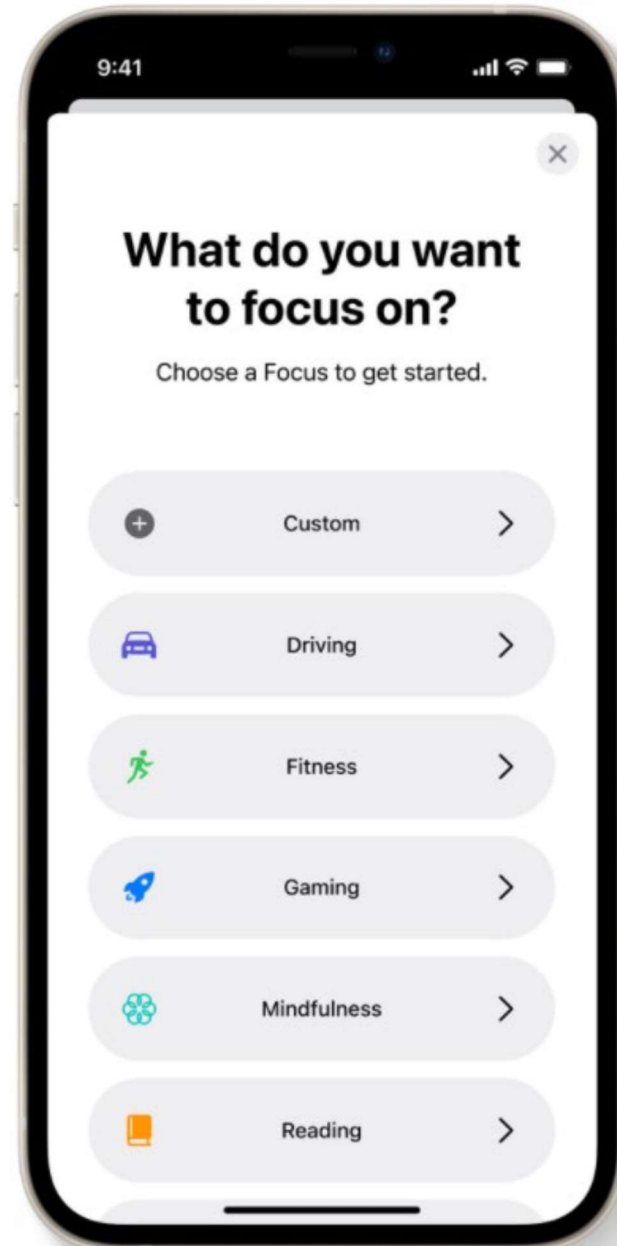 9:41
What do you want
to focus on?
Choose a Focus to get started.
Custom
Driving
Fitness
Gaming
Mindfulness
Reading